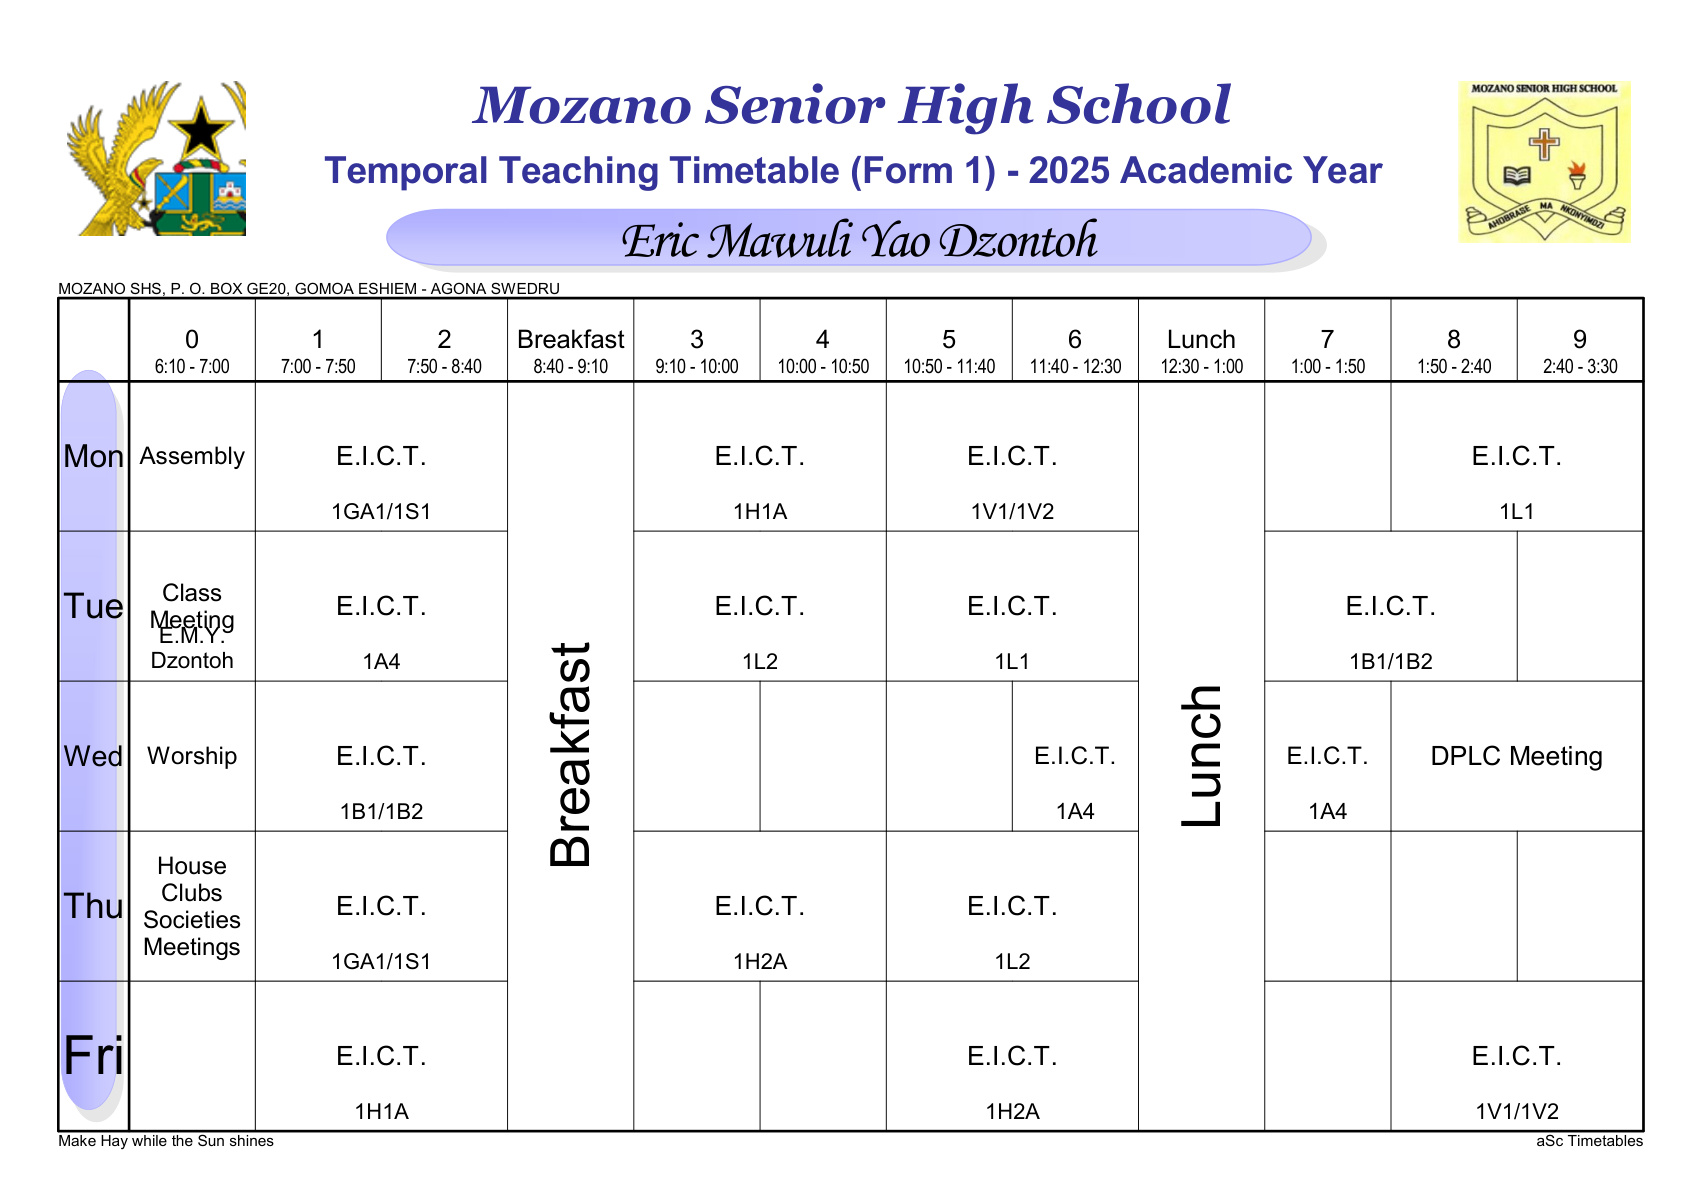 MOZANO SENIOR HIGH SCHOOL
AHOBRASE MA NKONYIMDZI
Mozano Senior High School
Temporal Teaching Timetable (Form 1) - 2025 Academic Year
Eric Mawuli Yao Dzontoh
MOZANO SHS, P. O. BOX GE20, GOMOA ESHIEM - AGONA SWEDRU
0 1 2 Breakfast 3 4 5 6 Lunch 7 8 9
6:10 - 7:00 7:00 - 7:50 7:50 - 8:40 8:40 - 9:10 9:10 - 10:00 10:00 - 10:50 10:50 - 11:40 11:40 - 12:30 12:30 - 1:00 1:00 - 1:50 1:50 - 2:40 2:40 - 3:30
Mon Assembly E.I.C.T. E.I.C.T. E.I.C.T. E.I.C.T.
1GA1/1S1 1H1A 1V1/1V2 1L1
Breakfast
Lunch
Class
Tue Meeting E.I.C.T. E.I.C.T. E.I.C.T. E.I.C.T.
E.M.Y.
Dzontoh 1A4 1L2 1L1 1B1/1B2
Wed Worship E.I.C.T. E.I.C.T. E.I.C.T. DPLC Meeting
1B1/1B2 1A4 1A4
House
Clubs
Thu Societies E.I.C.T. E.I.C.T. E.I.C.T.
Meetings 1GA1/1S1 1H2A 1L2
Fri E.I.C.T. E.I.C.T. E.I.C.T.
1H1A 1H2A 1V1/1V2
Make Hay while the Sun shines aSc Timetables